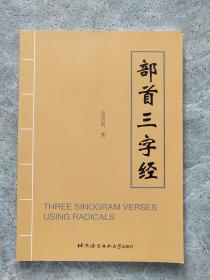 部首三字经
著
THREE SINOGRAM VERSES
USING RADICALS
北京语言大学出版社